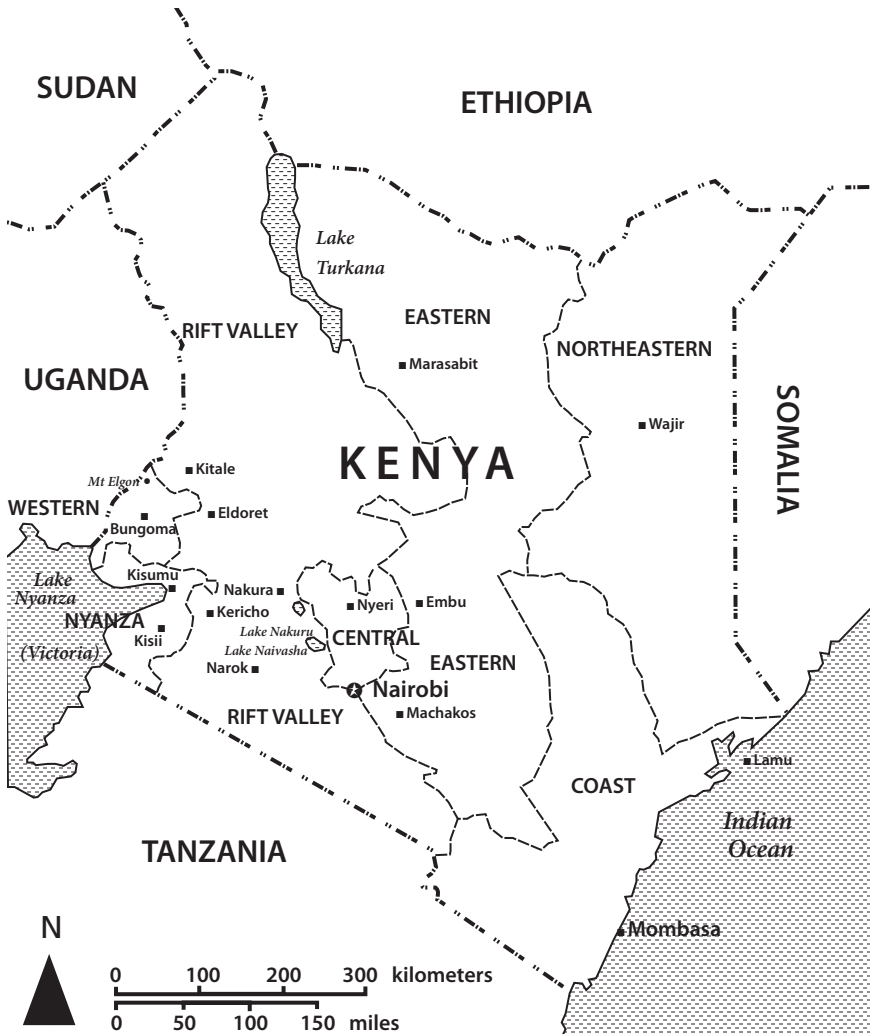 SUDAN
ETHIOPIA
Lake
Turkana
EASTERN
RIFT VALLEY
NORTHEASTERN
Marasabit
UGANDA
SOMALIA
Wajir
KENYA
Kitale
Mt Elgon
WESTERN
Eldoret
Bungoma
Lake
Nyanza
Kisumu
Nakura
Nyeri
Embu
NYANZA
Kericho
Kisii
Lake Nakuru
CENTRAL
(Victoria)
Lake Naivasha
EASTERN
Narok
Nairobi
RIFT VALLEY
Machakos
Lamu
COAST
Indian
Ocean
TANZANIA
Mombasa
N
0 100 200 300 kilometers
0 50 100 150 miles